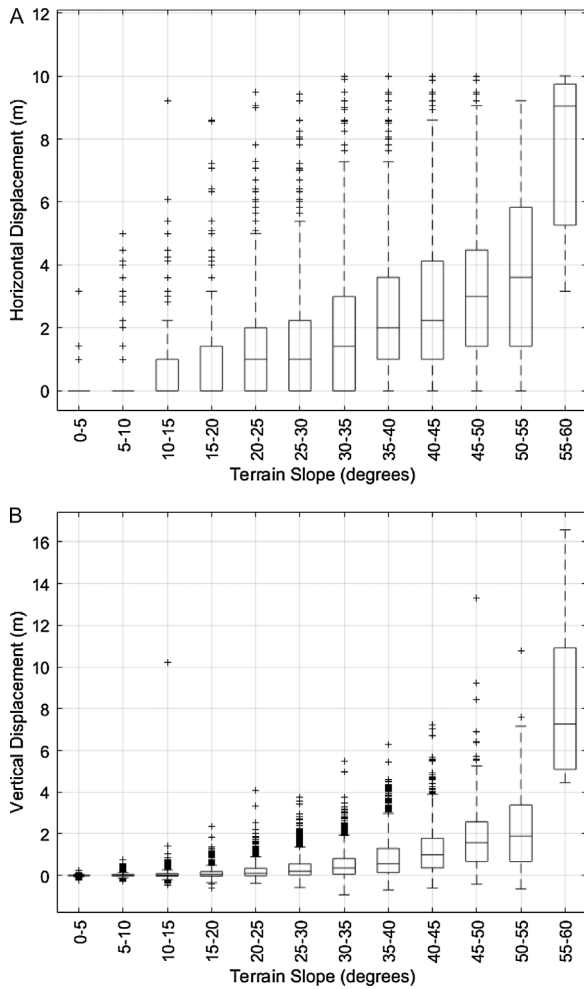 A
12
10
8
6
4
2
0
Horizontal Displacement (m)
0-5 5-10 10-15 15-20 20-25 25-30 30-35 35-40 40-45 45-50 50-55 55-60
Terrain Slope (degrees)
B
16
14
12
10
8
6
4
2
0
Vertical Displacement (m)
0-5 5-10 10-15 15-20 20-25 25-30 30-35 35-40 40-45 45-50 50-55 55-60
Terrain Slope (degrees)